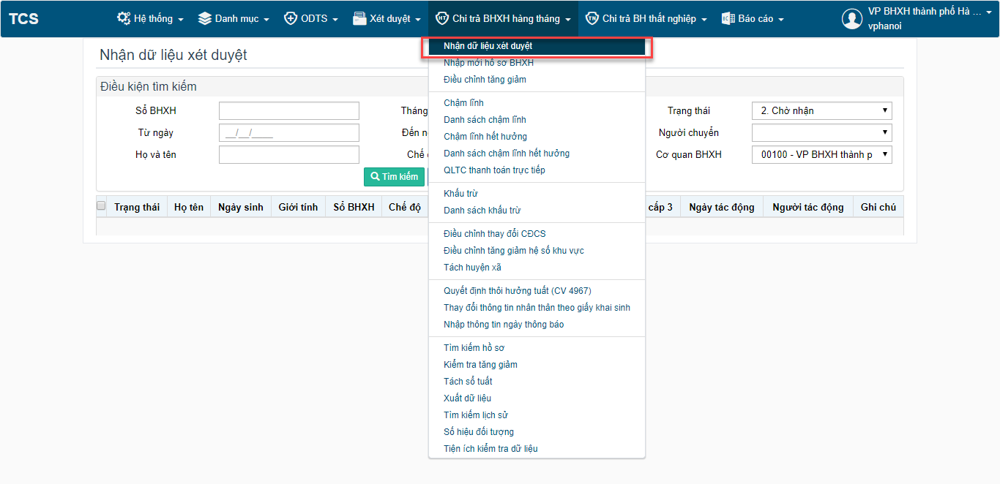 TCS
Hệ thống
Danh mục
ODTS
Xét duyệt
Chi trả BHXH hàng tháng
Chi trả BH thất nghiệp
Báo cáo
VP BHXH thành phố Hà ...
vphanoi
Nhận dữ liệu xét duyệt
Điều kiện tìm kiếm
Sổ BHXH
Tháng
Trạng thái
2. Chờ nhận
Từ ngày
__/__/____
Đến n
Người chuyển
Họ và tên
Chế
Cơ quan BHXH
00100 - VP BHXH thành p
Tìm kiếm
Trạng thái
Họ tên
Ngày sinh
Giới tính
Sổ BHXH
Chế độ
cấp 3
Ngày tác động
Người tác động
Ghi chú
Nhận dữ liệu xét duyệt
Nhập mới hồ sơ BHXH
Điều chỉnh tăng giảm
Chậm lĩnh
Danh sách chậm lĩnh
Chậm lĩnh hết hưởng
Danh sách chậm lĩnh hết hưởng
QLTC thanh toán trực tiếp
Khấu trừ
Danh sách khấu trừ
Điều chỉnh thay đổi CĐCS
Điều chỉnh tăng giảm hệ số khu vực
Tách huyện xã
Quyết định thôi hưởng tuất (CV 4967)
Thay đổi thông tin nhân thân theo giấy khai sinh
Nhập thông tin ngày thông báo
Tìm kiếm hồ sơ
Kiểm tra tăng giảm
Tách sổ tuất
Xuất dữ liệu
Tìm kiếm lịch sử
Số hiệu đối tượng
Tiện ích kiểm tra dữ liệu